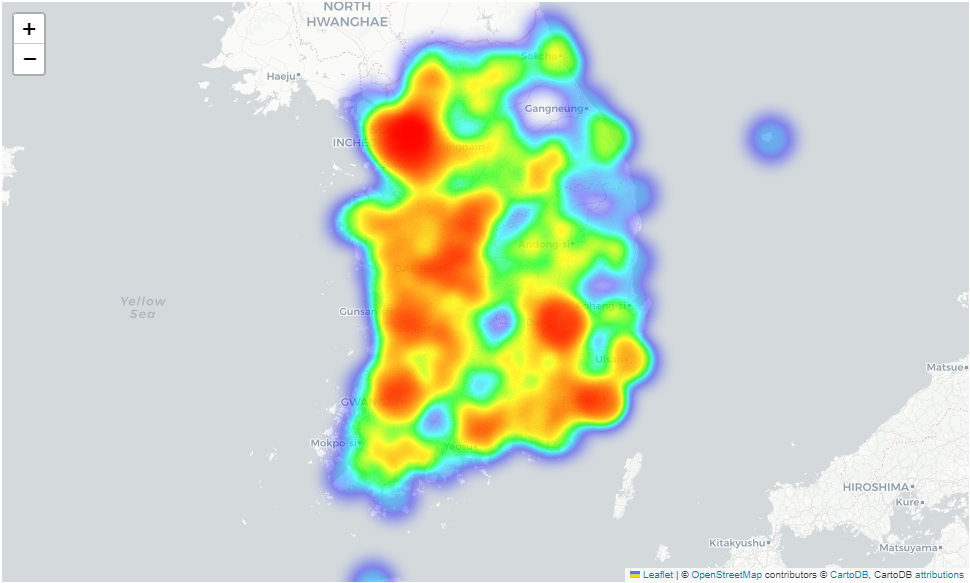 +
−
NORTH
HWANGHAE
Haeju
Sokcho
Gangneung
INCHE
Andong-si
Yellow
Sea
Gunsan
ohang-si
Ulsan
Matsue
GWANG
Mokpo-si
Yeosu
HIROSHIMA
Kure
Kitakyushu
Matsuyama
Leaflet | © OpenStreetMap contributors © CartoDB, CartoDB attributions